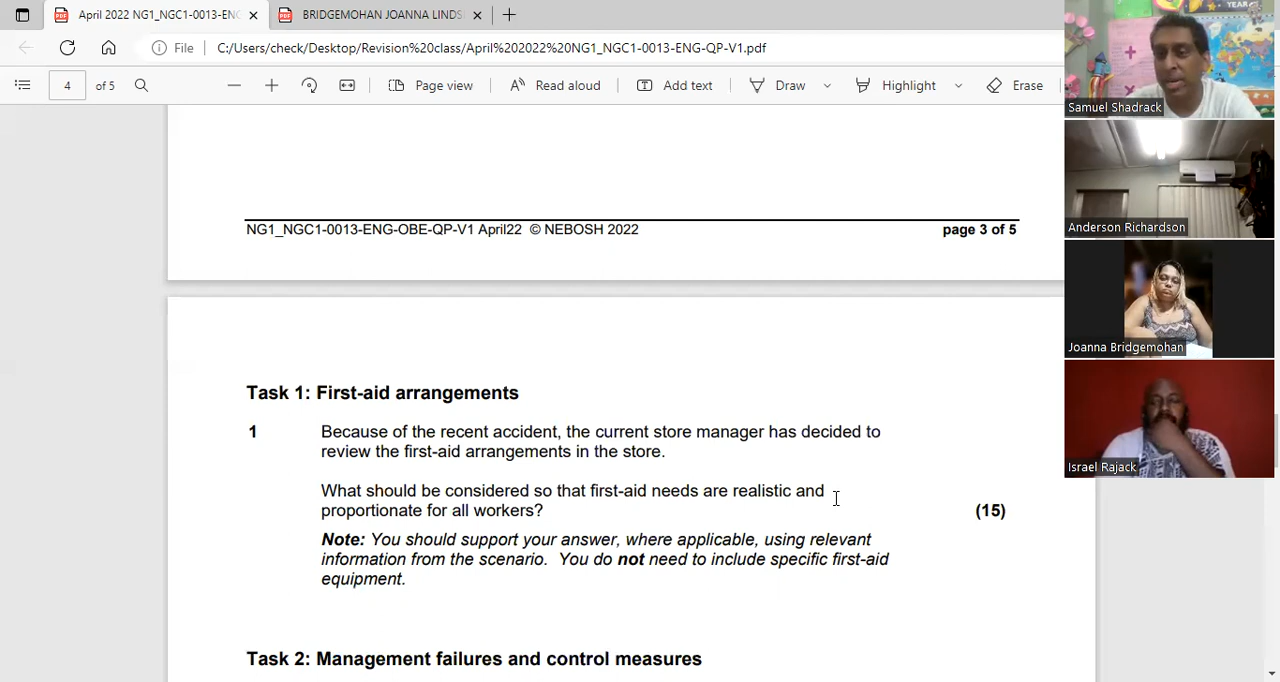 April 2022 NG1_NGC1-0013-ENG
BRIDGEMOHAN JOANNA LINDS
File
C:/Users/check/Desktop/Revision%20class/April%202022%20NG1_NGC1-0013-ENG-QP-V1.pdf
4 of 5
Page view
Read aloud
Add text
Draw
Highlight
Erase
NG1_NGC1-0013-ENG-OBE-QP-V1 April22 © NEBOSH 2022
page 3 of 5
Task 1: First-aid arrangements
1 Because of the recent accident, the current store manager has decided to
review the first-aid arrangements in the store.
What should be considered so that first-aid needs are realistic and
proportionate for all workers? (15)
Note: You should support your answer, where applicable, using relevant
information from the scenario. You do not need to include specific first-aid
equipment.
Task 2: Management failures and control measures
YEAR
Samuel Shadrack
Anderson Richardson
Joanna Bridgemohan
Israel Rajack